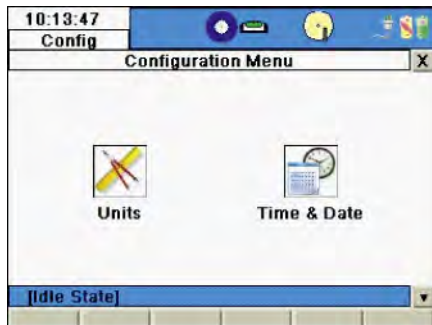 10:13:47
Config
Configuration Menu X
Units
Time & Date
[Idle State]